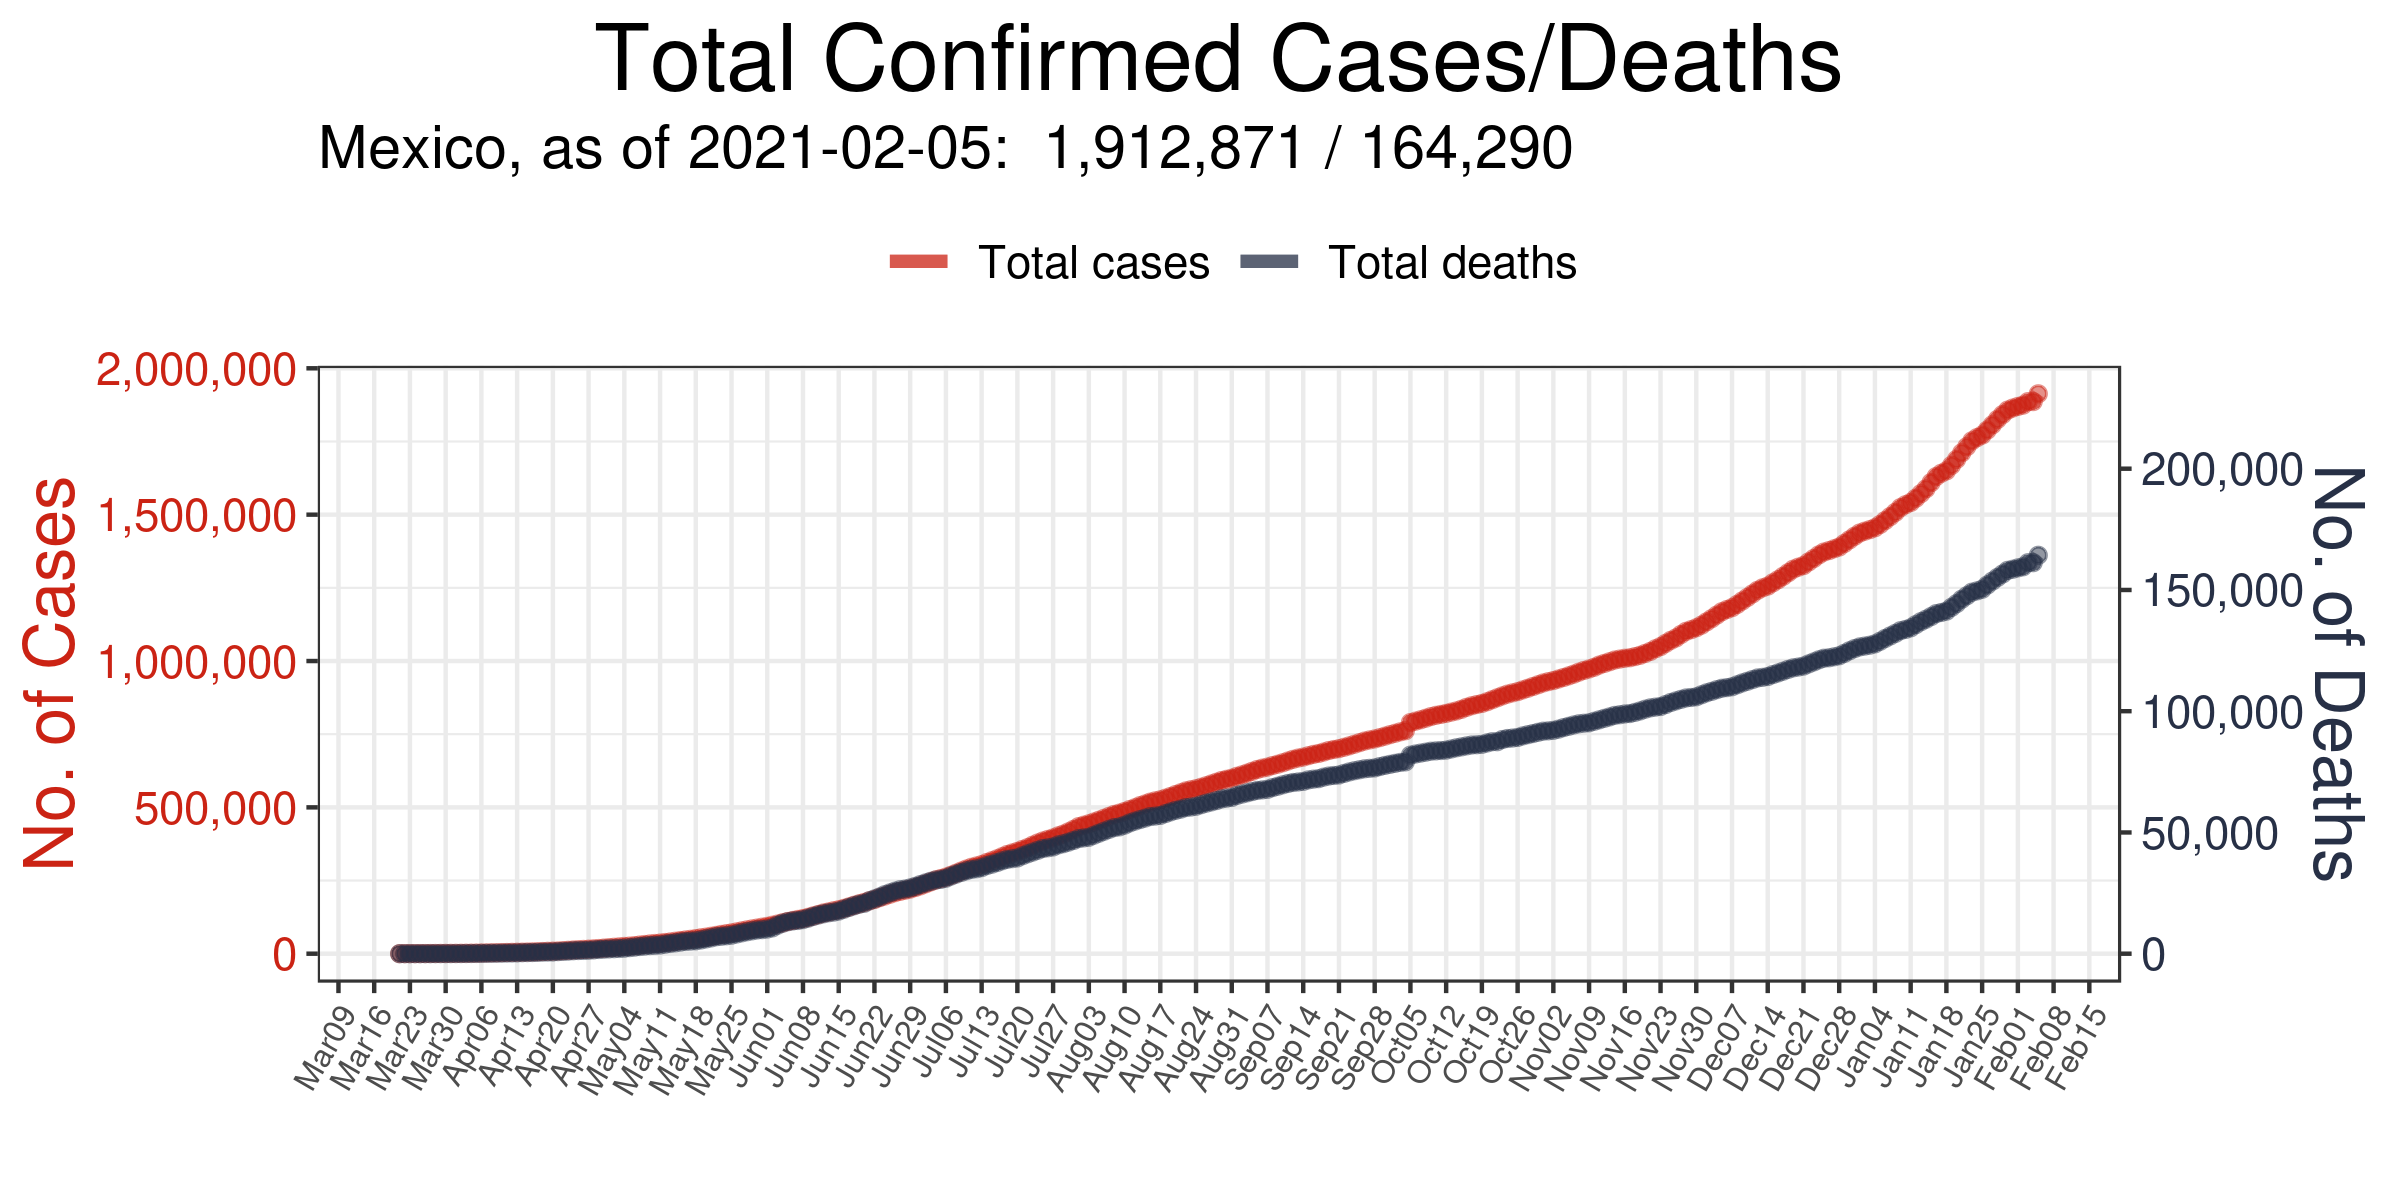 Total Confirmed Cases/Deaths
Mexico, as of 2021-02-05:  1,912,871 / 164,290
Total cases
Total deaths
No. of Cases
2,000,000
1,500,000
1,000,000
500,000
0
200,000
150,000
100,000
50,000
0
No. of Deaths
Mar09
Mar16
Mar23
Mar30
Apr06
Apr13
Apr20
Apr27
May04
May11
May18
May25
Jun01
Jun08
Jun15
Jun22
Jun29
Jul06
Jul13
Jul20
Jul27
Aug03
Aug10
Aug17
Aug24
Aug31
Sep07
Sep14
Sep21
Sep28
Oct05
Oct12
Oct19
Oct26
Nov02
Nov09
Nov16
Nov23
Nov30
Dec07
Dec14
Dec21
Dec28
Jan04
Jan11
Jan18
Jan25
Feb01
Feb08
Feb15